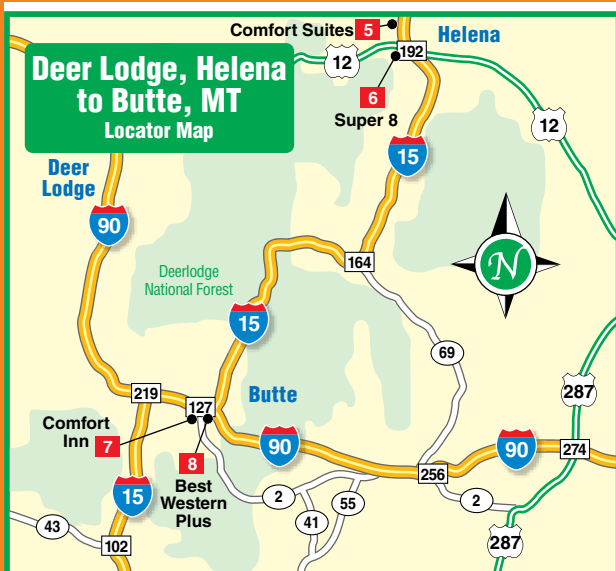 Deer Lodge, Helena
to Butte, MT
Locator Map
Comfort Suites 5
Helena
192
12
6
Super 8
12
15
Deer
Lodge
90
N
Deerlodge
National Forest
164
15
69
287
219
127
Butte
Comfort
Inn
7
8
Best
Western
Plus
90
90
274
256
15
2
2
41
55
43
102
287